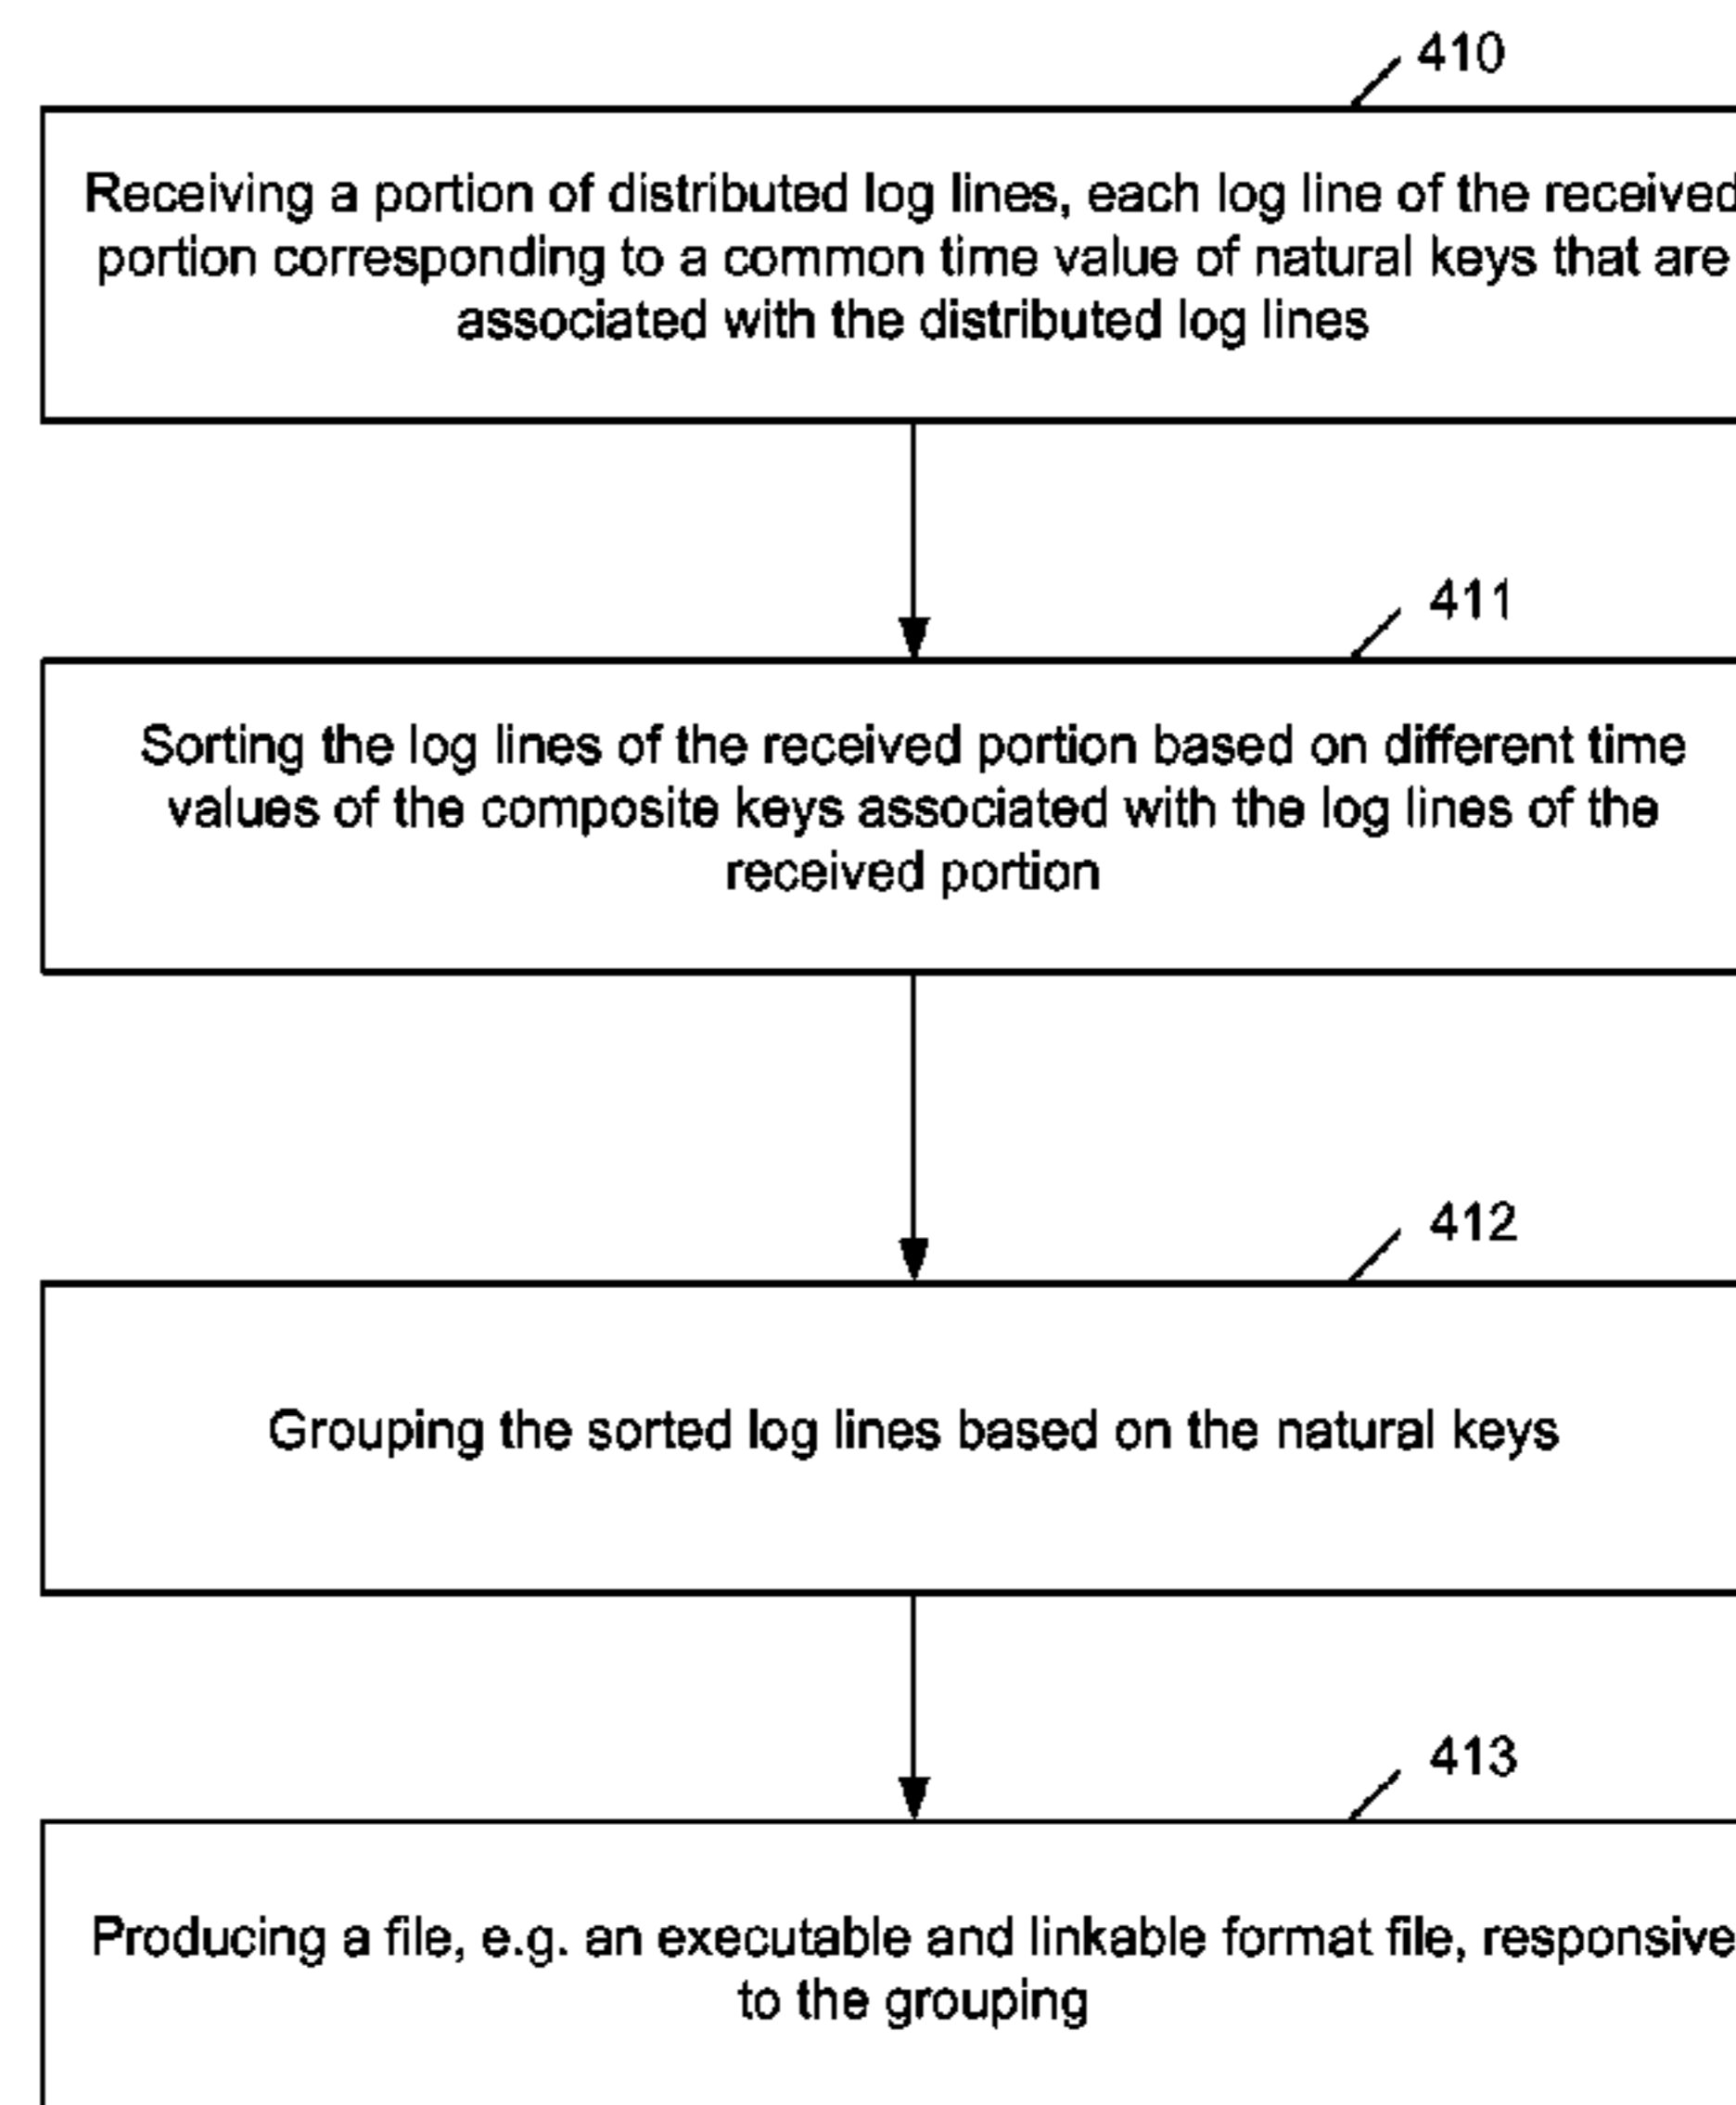 410
Receiving a portion of distributed log lines, each log line of the received
portion corresponding to a common time value of natural keys that are
associated with the distributed log lines
411
Sorting the log lines of the received portion based on different time
values of the composite keys associated with the log lines of the
received portion
412
Grouping the sorted log lines based on the natural keys
413
Producing a file, e.g. an executable and linkable format file, responsive
to the grouping